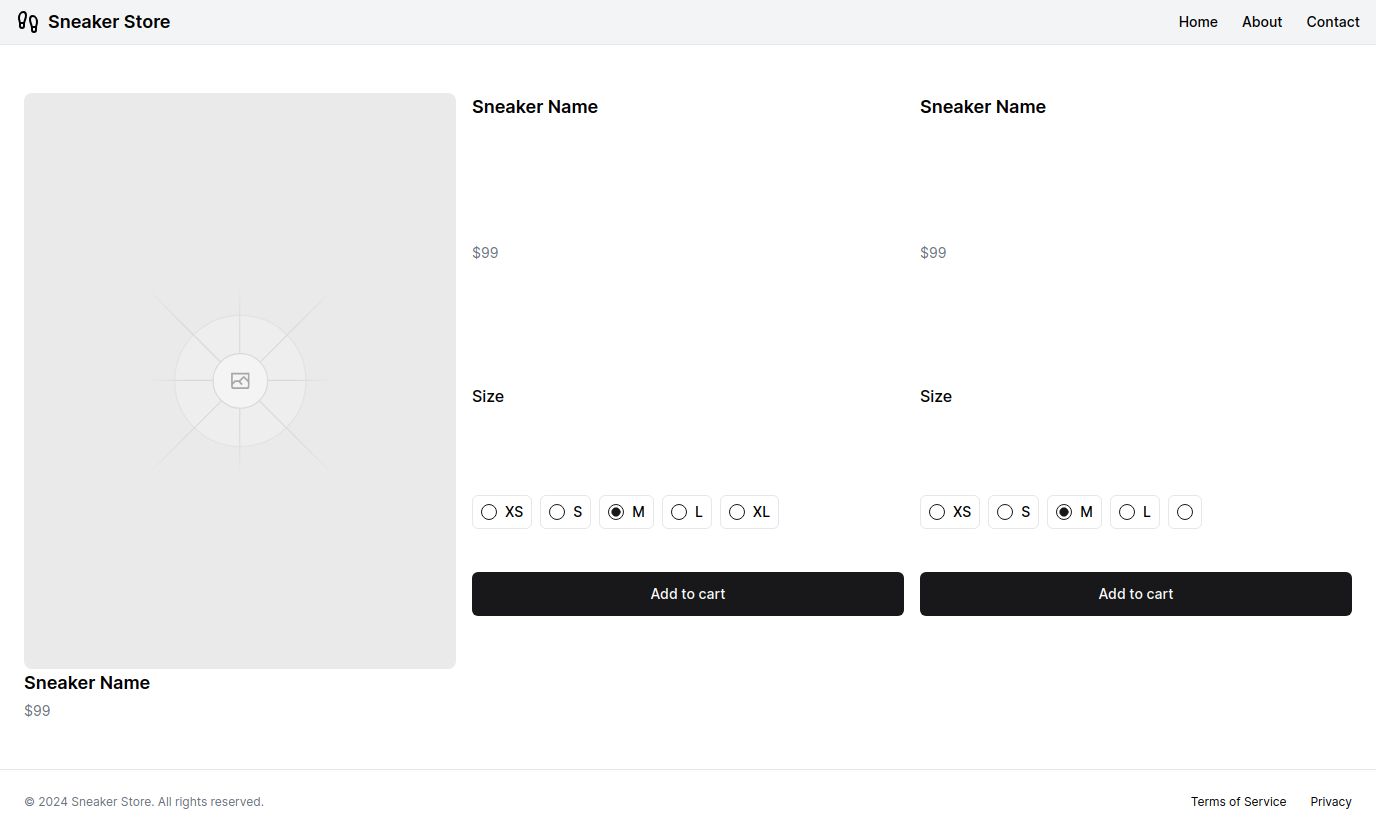 Sneaker Store
Home About Contact
Sneaker Name
$99
Sneaker Name
$99
Size
XS S M L XL
Add to cart
Sneaker Name
$99
Size
XS S M L
Add to cart
© 2024 Sneaker Store. All rights reserved.
Terms of Service Privacy